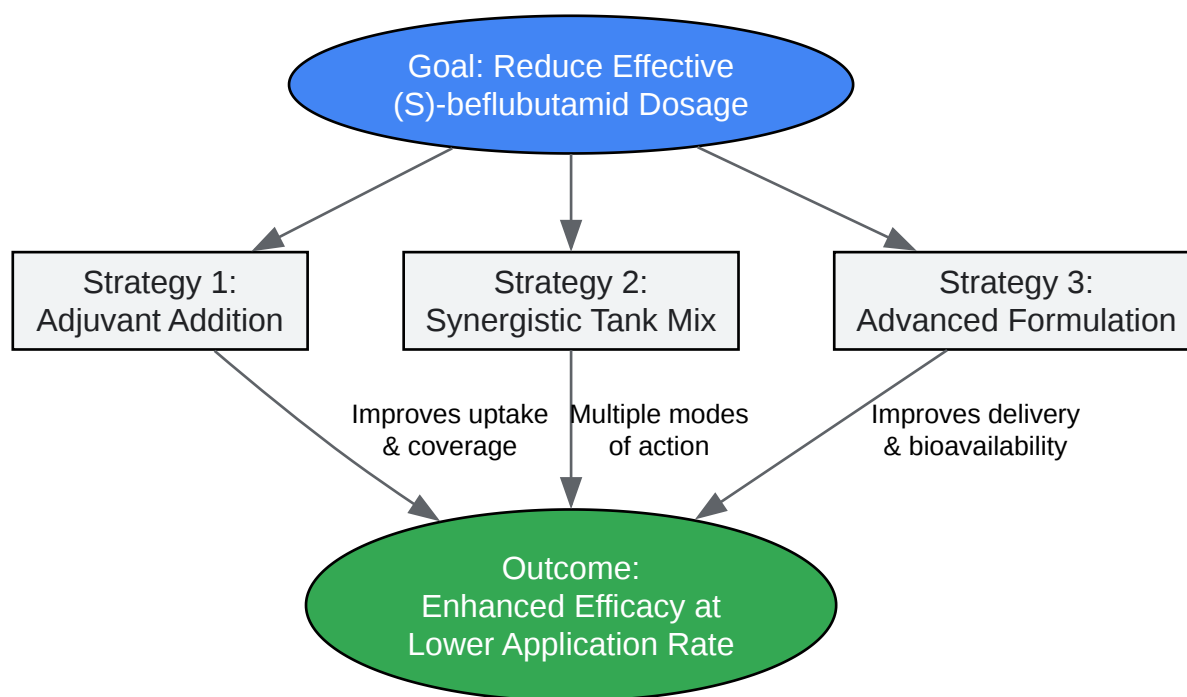 Goal: Reduce Effective
(S)-beflubutamid Dosage
Strategy 1:
Adjuvant Addition
Strategy 2:
Synergistic Tank Mix
Strategy 3:
Advanced Formulation
Improves uptake
& coverage
Multiple modes
of action
Improves delivery
& bioavailability
Outcome:
Enhanced Efficacy at
Lower Application Rate